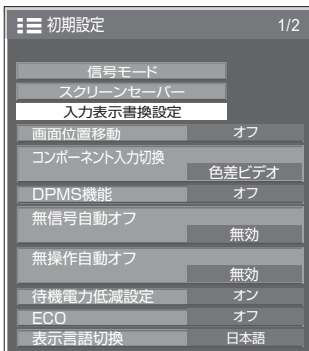 初期設定 1/2
信号モード
スクリーンセーバー
入力表示書換設定
画面位置移動 オフ
コンポーネント入力切換
色差ビデオ
DPMS機能 オフ
無信号自動オフ
無効
無操作自動オフ
無効
待機電力低減設定 オン
ECO オフ
表示言語切換 日本語